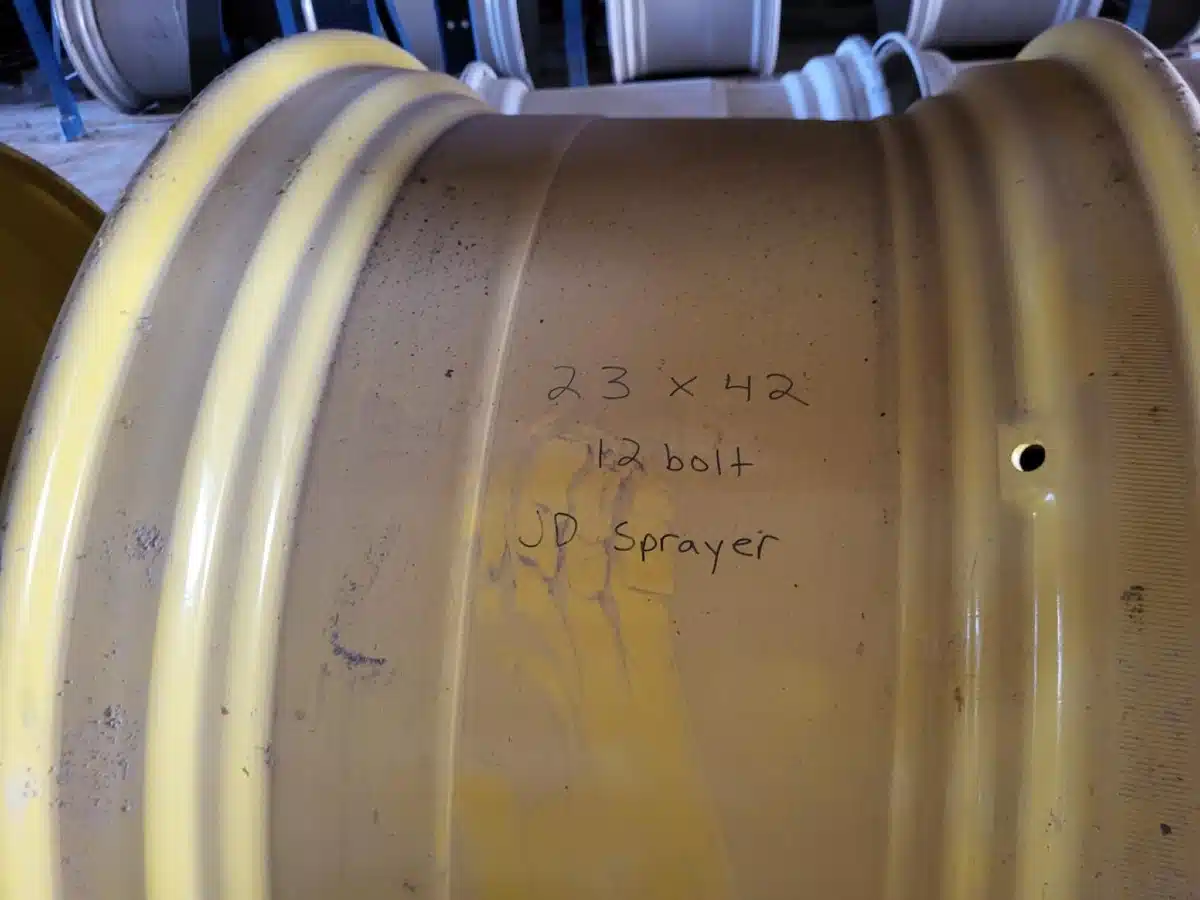 23 x 42
12 bolt
JD Sprayer